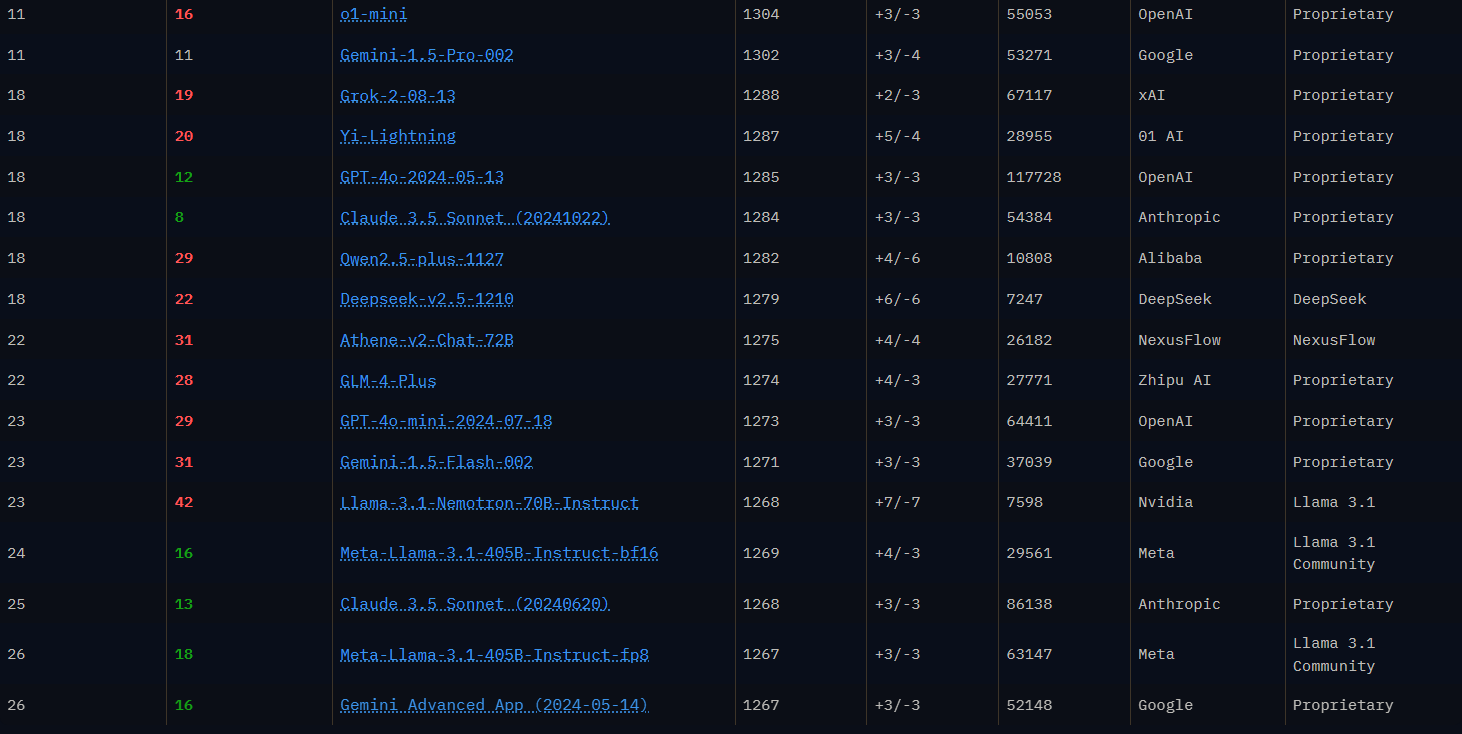 11 16 o1-mini 1304 +3/-3 55053 OpenAI Proprietary
11 11 Gemini-1.5-Pro-002 1302 +3/-4 53271 Google Proprietary
18 19 Grok-2-08-13 1288 +2/-3 67117 xAI Proprietary
18 20 Yi-Lightning 1287 +5/-4 28955 01 AI Proprietary
18 12 GPT-4o-2024-05-13 1285 +3/-3 117728 OpenAI Proprietary
18 8 Claude 3.5 Sonnet (20241022) 1284 +3/-3 54384 Anthropic Proprietary
18 29 Qwen2.5-plus-1127 1282 +4/-6 10808 Alibaba Proprietary
18 22 Deepseek-v2.5-1210 1279 +6/-6 7247 DeepSeek DeepSeek
22 31 Athene-v2-Chat-72B 1275 +4/-4 26182 NexusFlow NexusFlow
22 28 GLM-4-Plus 1274 +4/-3 27771 Zhipu AI Proprietary
23 29 GPT-4o-mini-2024-07-18 1273 +3/-3 64411 OpenAI Proprietary
23 31 Gemini-1.5-Flash-002 1271 +3/-3 37039 Google Proprietary
23 42 Llama-3.1-Nemotron-70B-Instruct 1268 +7/-7 7598 Nvidia Llama 3.1
24 16 Meta-Llama-3.1-405B-Instruct-bf16 1269 +4/-3 29561 Meta Llama 3.1
Community
25 13 Claude 3.5 Sonnet (20240620) 1268 +3/-3 86138 Anthropic Proprietary
26 18 Meta-Llama-3.1-405B-Instruct-fp8 1267 +3/-3 63147 Meta Llama 3.1
Community
26 16 Gemini Advanced App (2024-05-14) 1267 +3/-3 52148 Google Proprietary